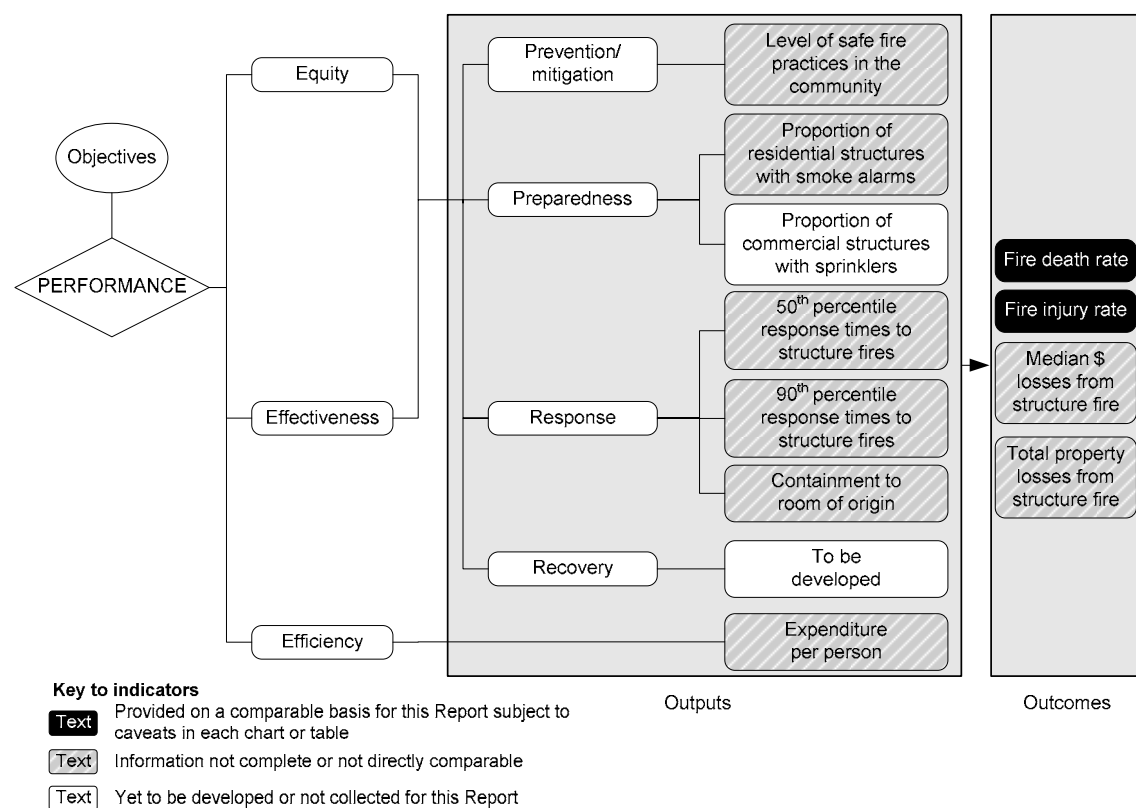 Objectives
PERFORMANCE
Equity
Effectiveness
Efficiency
Prevention/
mitigation
Preparedness
Response
Recovery
Level of safe fire
practices in the
community
Proportion of
residential structures
with smoke alarms
Proportion of
commercial structures
with sprinklers
50th percentile
response times to
structure fires
90th percentile
response times to
structure fires
Containment to
room of origin
To be
developed
Expenditure
per person
Outputs
Fire death rate
Fire injury rate
Median $
losses from
structure fire
Total property
losses from
structure fire
Outcomes
Key to indicators
Text Provided on a comparable basis for this Report subject to
caveats in each chart or table
Text Information not complete or not directly comparable
Text Yet to be developed or not collected for this Report